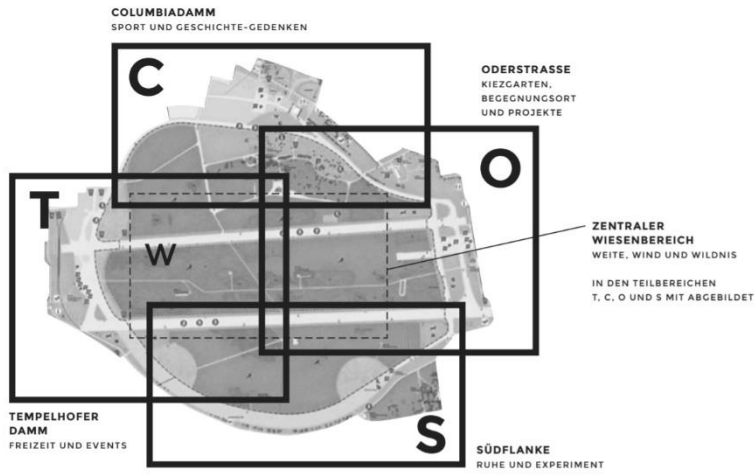 COLUMBIADAMM
SPORT UND GESCHICHTE-GEDENKEN
C
ODERSTRASSE
KIEZGARTEN,
BEGEGNUNGSORT
UND PROJEKTE
O
T
W
ZENTRALER
WIESENBEREICH
WEITE, WIND UND WILDNIS
IN DEN TEILBEREICHEN
T, C, O UND S MIT ABGEBILDET
TEMPELHOFER
DAMM
FREIZEIT UND EVENTS
S
SÜDFLANKE
RUHE UND EXPERIMENT